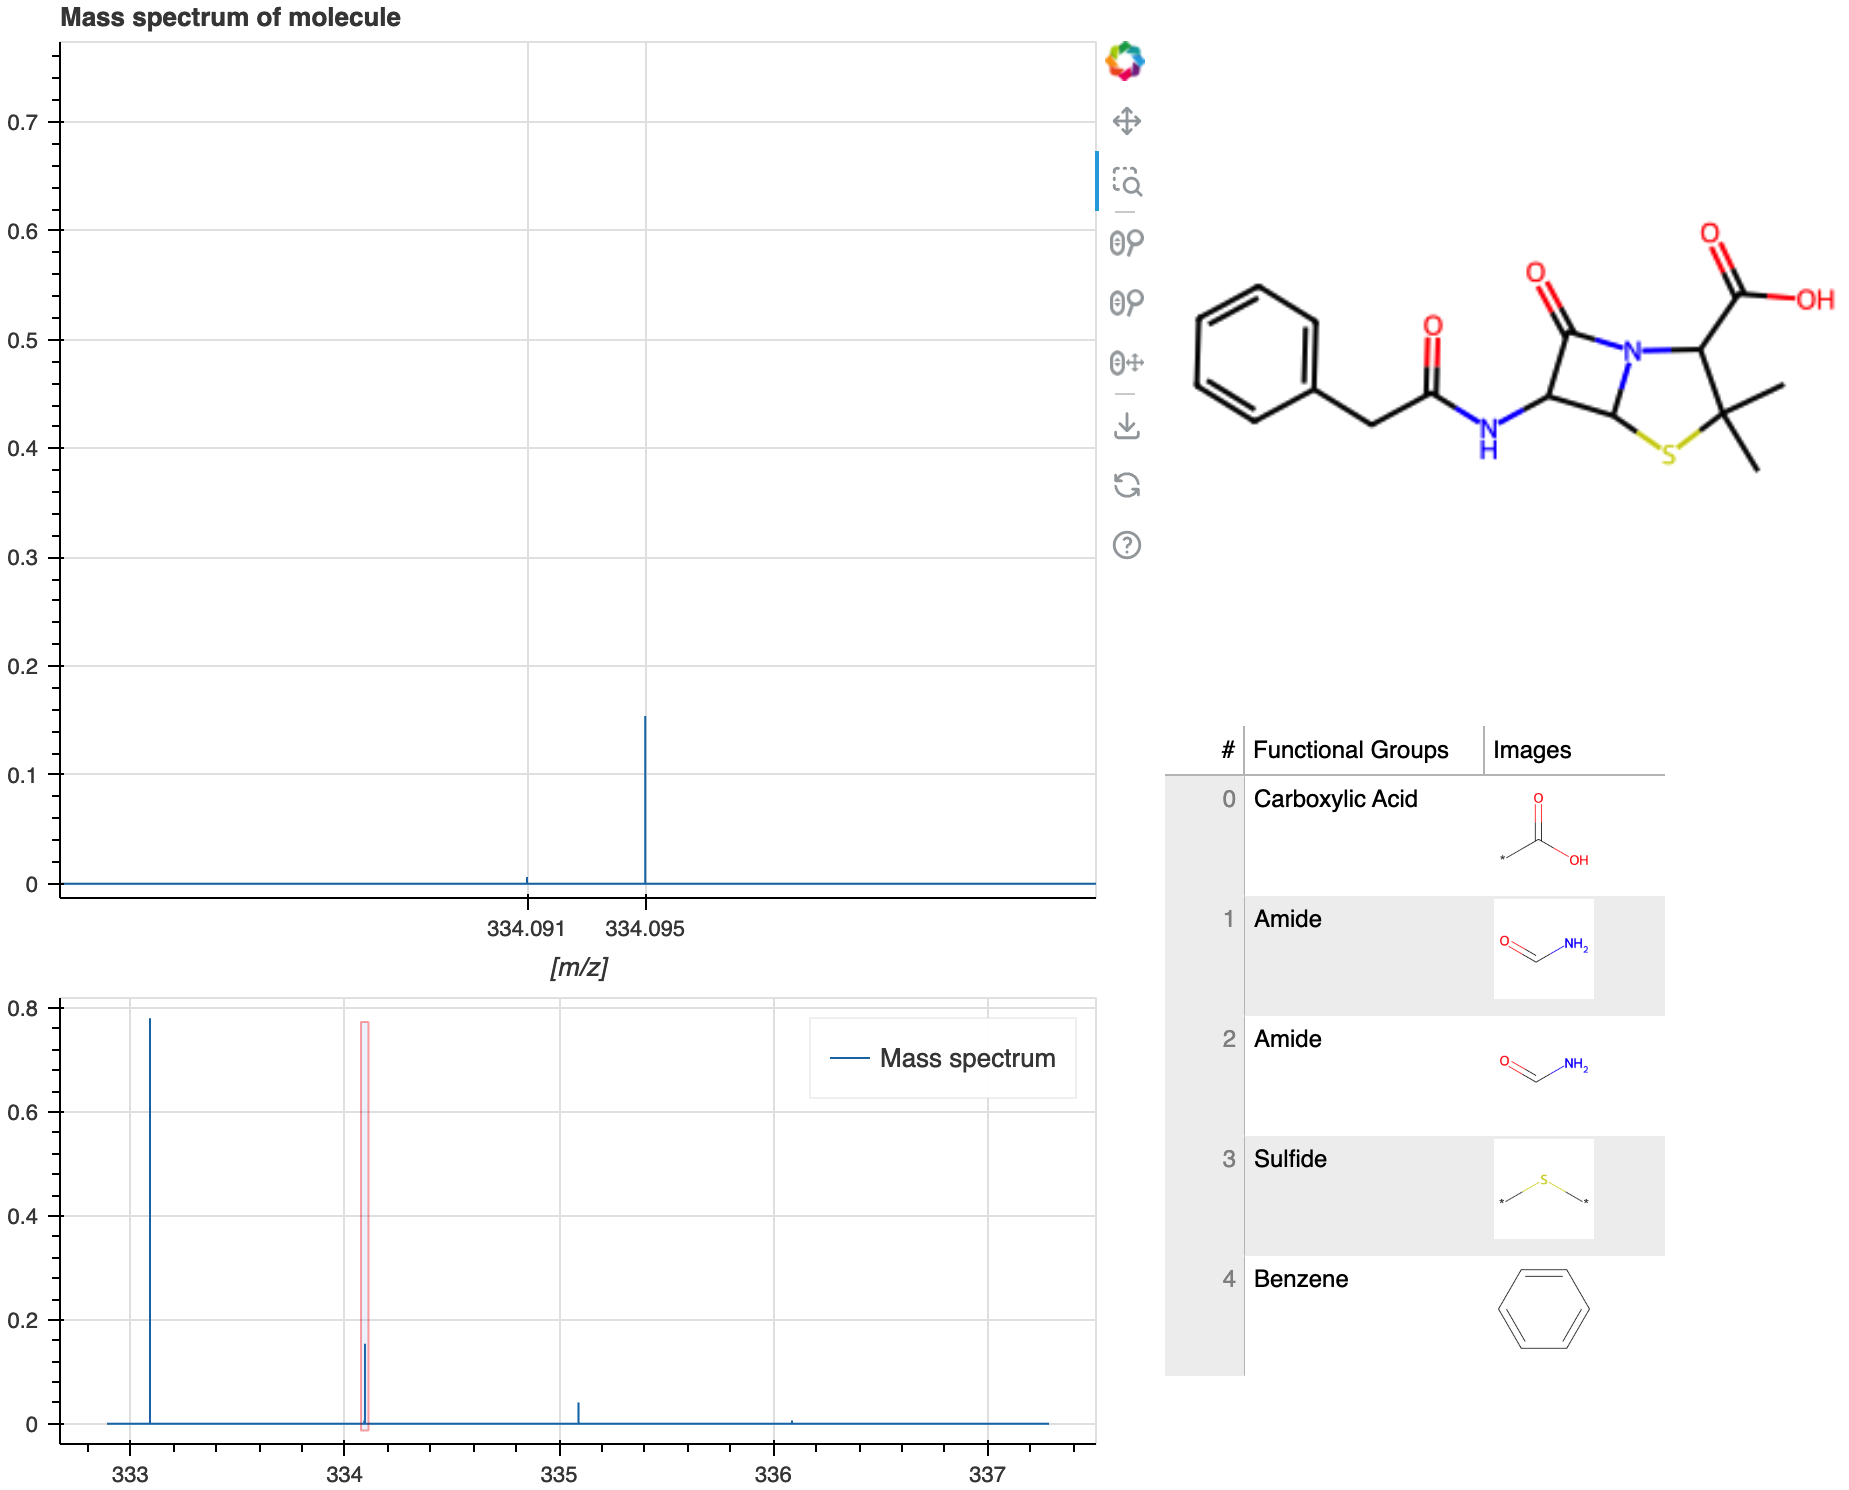 Mass spectrum of molecule
0.7
0.6
0.5
0.4
0.3
0.2
0.1
0
334.091 334.095
[m/z]
0.8
0.6
0.4
0.2
0
333 334 335 336 337
Mass spectrum
O
O
O
OH
N
N
H
S
# Functional Groups Images
0 Carboxylic Acid
O
* OH
1 Amide
O NH2
2 Amide
O NH2
3 Sulfide
S
* *
4 Benzene